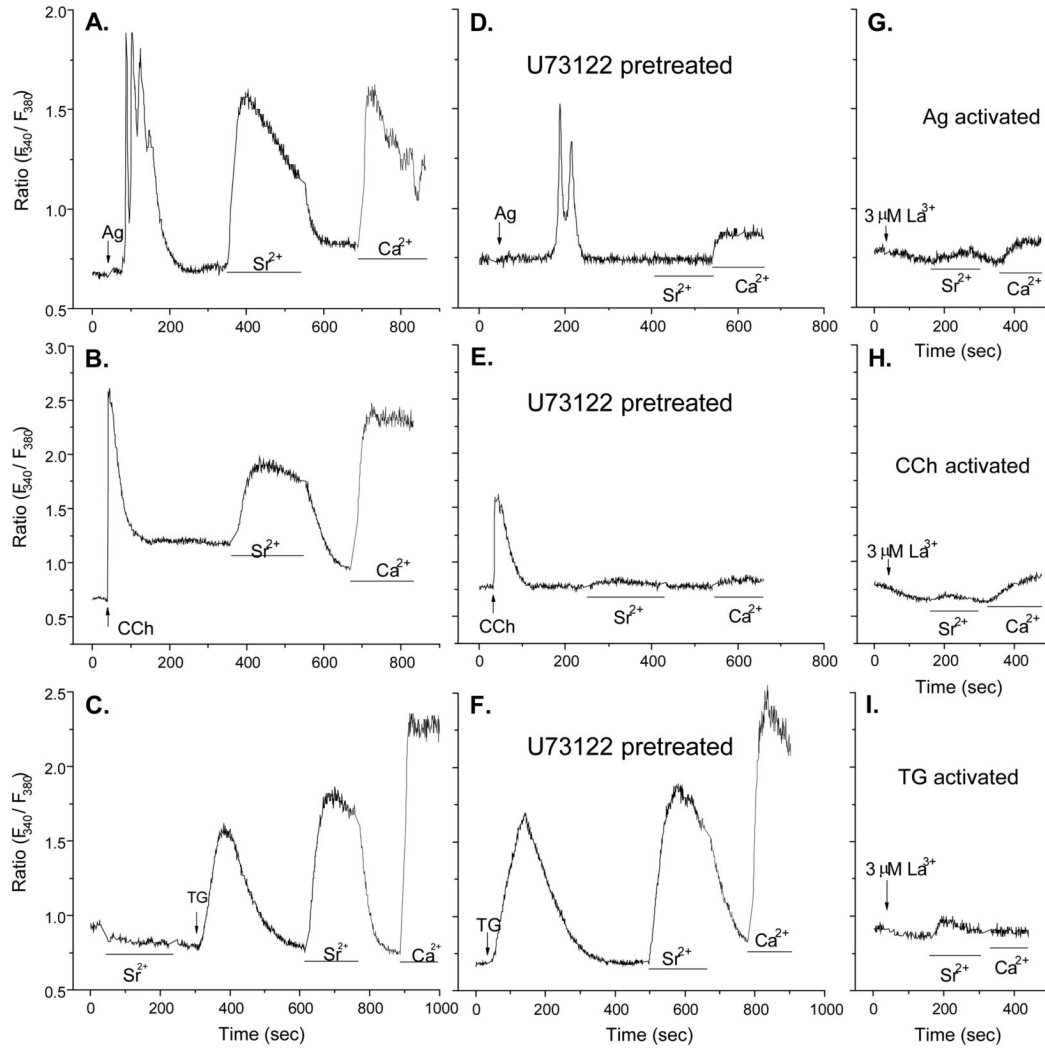 A.
2.0
1.5
1.0
0.5
Ratio (F340 / F380)
Ag
Sr2+
Ca2+
0 200 400 600 800
D.
U73122 pretreated
Ag
Sr2+
Ca2+
0 200 400 600 800
G.
Ag activated
3 μM La3+
Sr2+
Ca2+
0 200 400
Time (sec)
B.
3.0
2.5
2.0
1.5
1.0
0.5
Ratio (F340 / F380)
CCh
Sr2+
Ca2+
0 200 400 600 800
E.
U73122 pretreated
CCh
Sr2+
Ca2+
0 200 400 600 800
H.
CCh activated
3 μM La3+
Sr2+
Ca2+
0 200 400
Time (sec)
C.
2.5
2.0
1.5
1.0
0.5
Ratio (F340 / F380)
TG
Sr2+
Sr2+
Ca2+
0 200 400 600 800 1000
Time (sec)
F.
U73122 pretreated
TG
Sr2+
Ca2+
0 200 400 600 800 1000
Time (sec)
I.
TG activated
3 μM La3+
Sr2+
Ca2+
0 200 400
Time (sec)